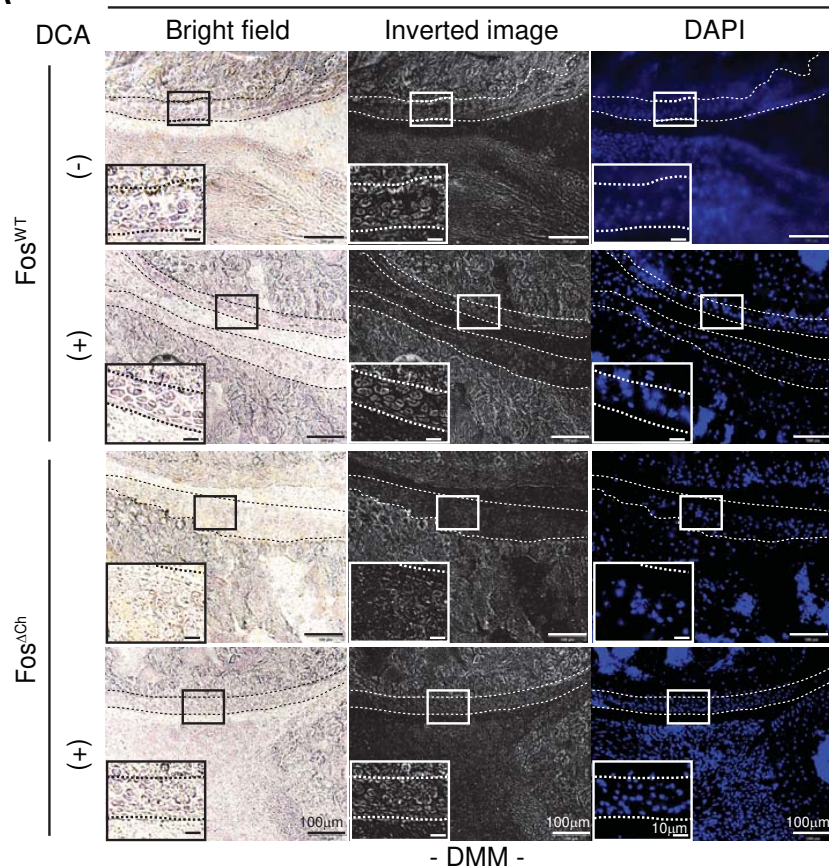 DCA Bright field Inverted image DAPI
Fos^WT
(-)
(+)
Fos^ΔCh
(+)
100μm 100μm 10μm 100μm
- DMM -